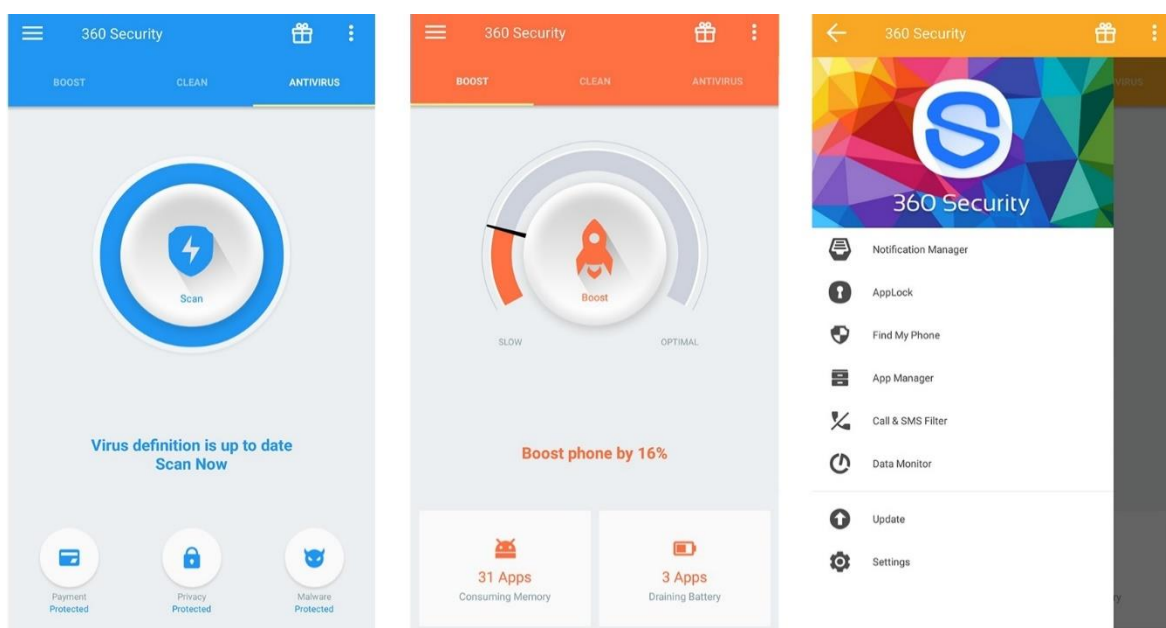 360 Security
BOOST CLEAN ANTIVIRUS
Scan
Virus definition is up to date
Scan Now
Payment
Protected
Privacy
Protected
Malware
Protected
360 Security
BOOST CLEAN ANTIVIRUS
Boost
SLOW OPTIMAL
Boost phone by 16%
31 Apps
Consuming Memory
3 Apps
Draining Battery
360 Security
360 Security
Notification Manager
AppLock
Find My Phone
App Manager
Call & SMS Filter
Data Monitor
Update
Settings